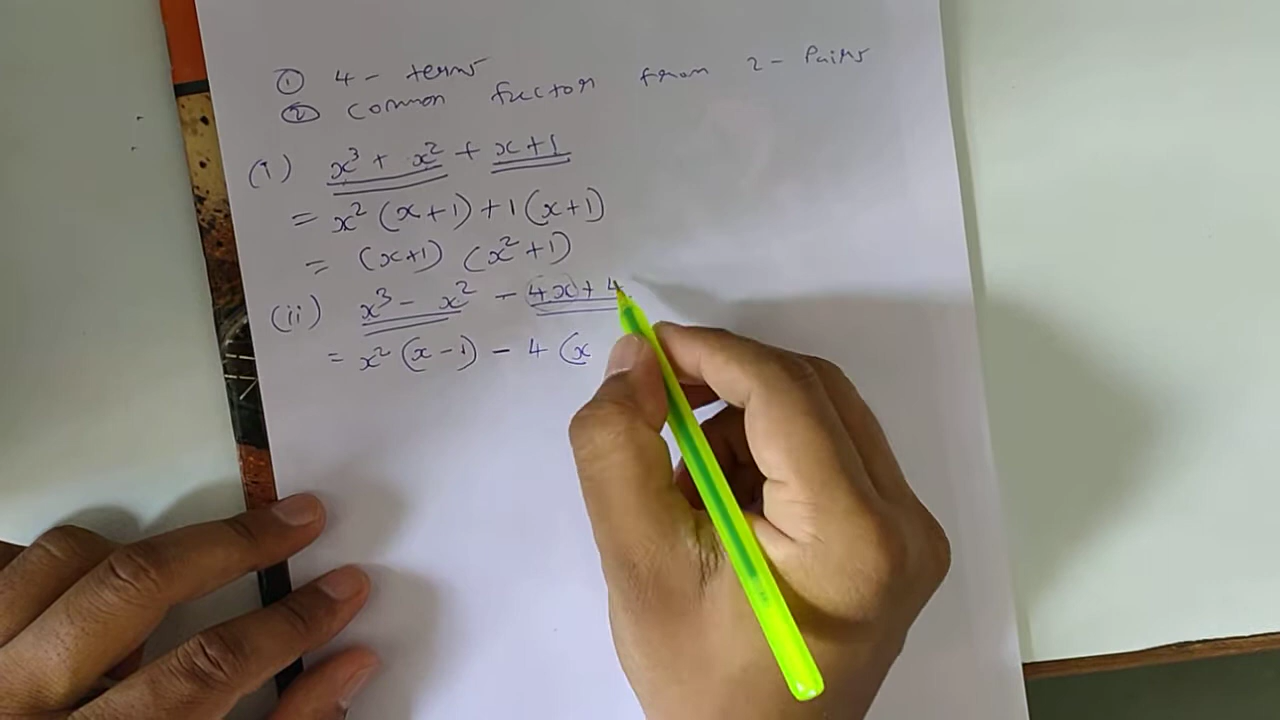 ① 4 - terms
② Common factor from 2 - Pairs
(i) x³ + x² + x+1
= x² (x+1) + 1 (x+1)
= (x+1) (x² + 1)
(ii) x³ - x² - 4x + 4
= x² (x - 1) - 4 (x